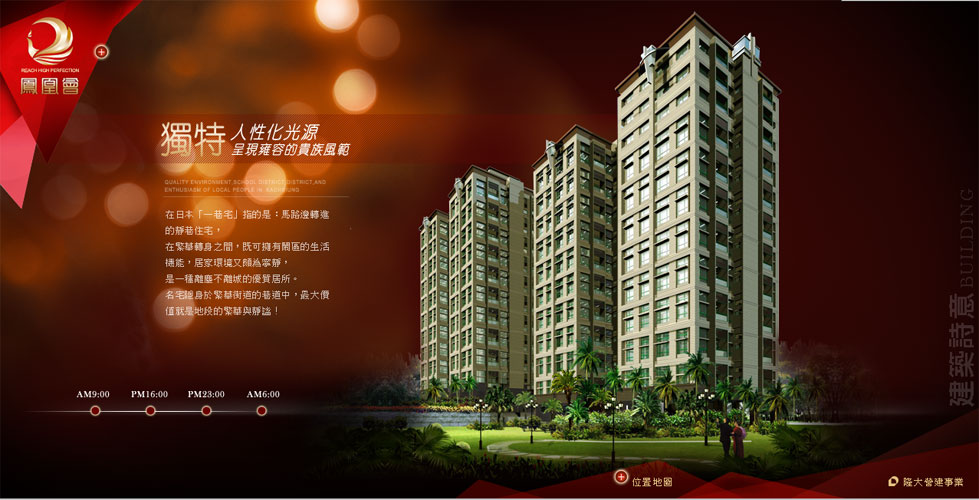 REACH HIGH PERFECTION
鳳凰會
獨特 人性化光源
呈現雍容的貴族風範
QUALITY ENVIRONMENT SCHOOL DISTRICT,DISTRICT,AND
ENTHUSIASM OF LOCAL PEOPLE IN
在日本「一巷宅」指的是:馬路邊轉進
的靜巷住宅,
在繁華轉身之間,既可擁有鬧區的生活
機能,居家環境又頗為寧靜,
是一種離塵不離城的優質居所。
名宅隱身於繁華街道的巷道中,最大價
值就是地段的繁華與靜謐!
AM9:00 PM16:00 PM23:00 AM6:00
建築詩意 BUILDING
位置地圖
隆大營建事業